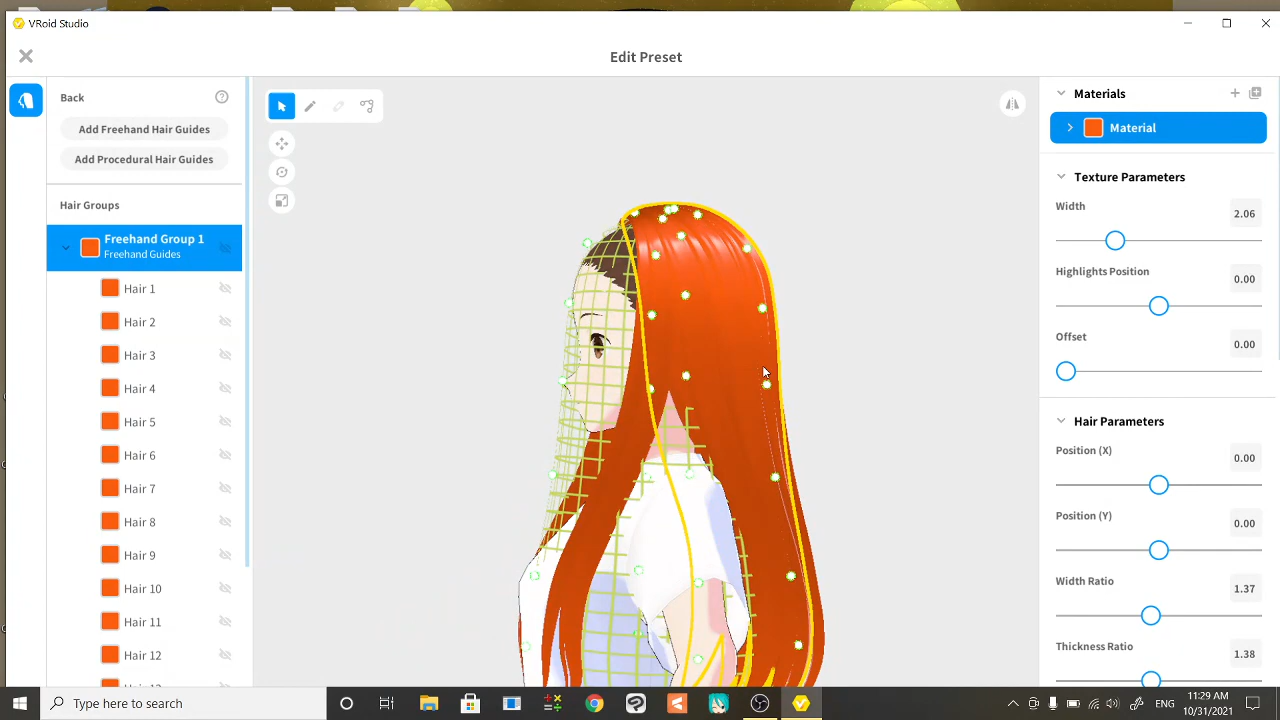 VRoid Studio
Edit Preset
Back
Add Freehand Hair Guides
Add Procedural Hair Guides
Hair Groups
Freehand Group 1
Freehand Guides
Hair 1
Hair 2
Hair 3
Hair 4
Hair 5
Hair 6
Hair 7
Hair 8
Hair 9
Hair 10
Hair 11
Hair 12
Materials
Material
Texture Parameters
Width
2.06
Highlights Position
0.00
Offset
0.00
Hair Parameters
Position (X)
0.00
Position (Y)
0.00
Width Ratio
1.37
Thickness Ratio
1.38
Type here to search
ENG
11:29 AM
10/31/2021